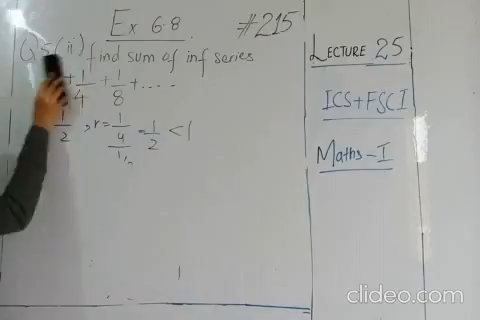 Ex 6.8
#215
Q5(ii) find sum of inf series
+ 1/4 + 1/8 + ....
1/2 , r = 1/4 / 1/2 = 1/2 < 1
LECTURE 25
ICS+FSC I
Maths-I
clideo.com